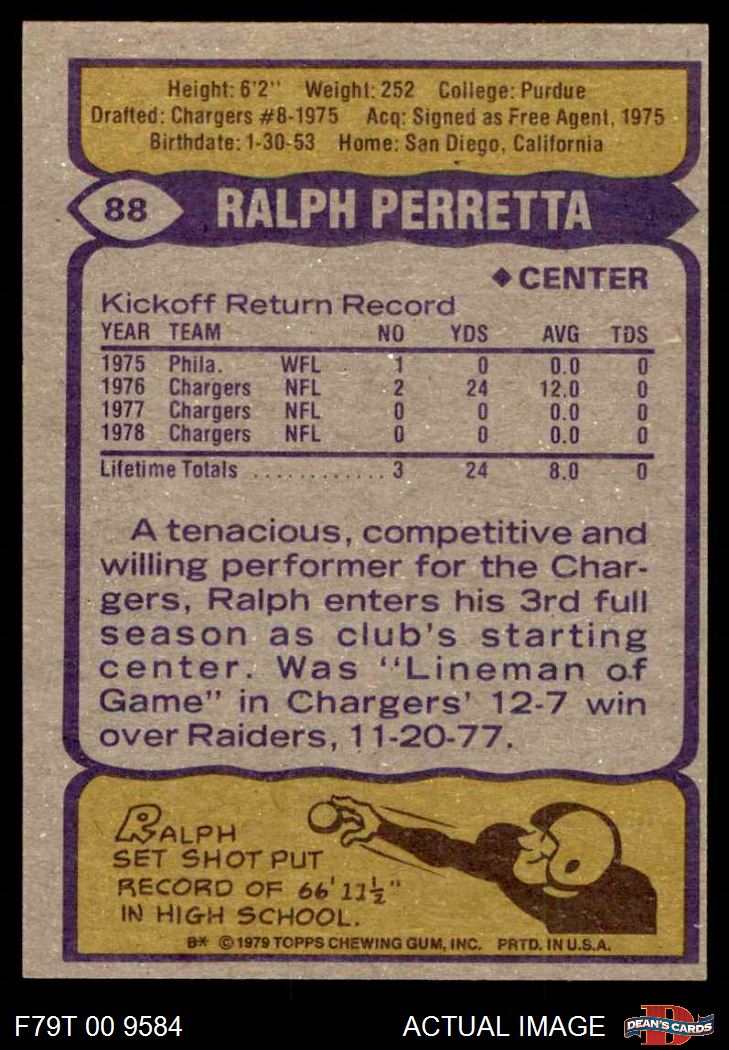 Height: 6'2" Weight: 252 College: Purdue
Drafted: Chargers #8-1975 Acq: Signed as Free Agent, 1975
Birthdate: 1-30-53 Home: San Diego, California
88 RALPH PERRETTA
◆ CENTER
Kickoff Return Record
YEAR TEAM NO YDS AVG TDS
1975 Phila. WFL 1 0 0.0 0
1976 Chargers NFL 2 24 12.0 0
1977 Chargers NFL 0 0 0.0 0
1978 Chargers NFL 0 0 0.0 0
Lifetime Totals ............ 3 24 8.0 0
A tenacious, competitive and
willing performer for the Char-
gers, Ralph enters his 3rd full
season as club's starting
center. Was "Lineman of
Game" in Chargers' 12-7 win
over Raiders, 11-20-77.
RALPH
SET SHOT PUT
RECORD OF 66' 11½"
IN HIGH SCHOOL.
B* © 1979 TOPPS CHEWING GUM, INC. PRTD. IN U.S.A.
F79T 00 9584 ACTUAL IMAGE D DEAN'S CARDS